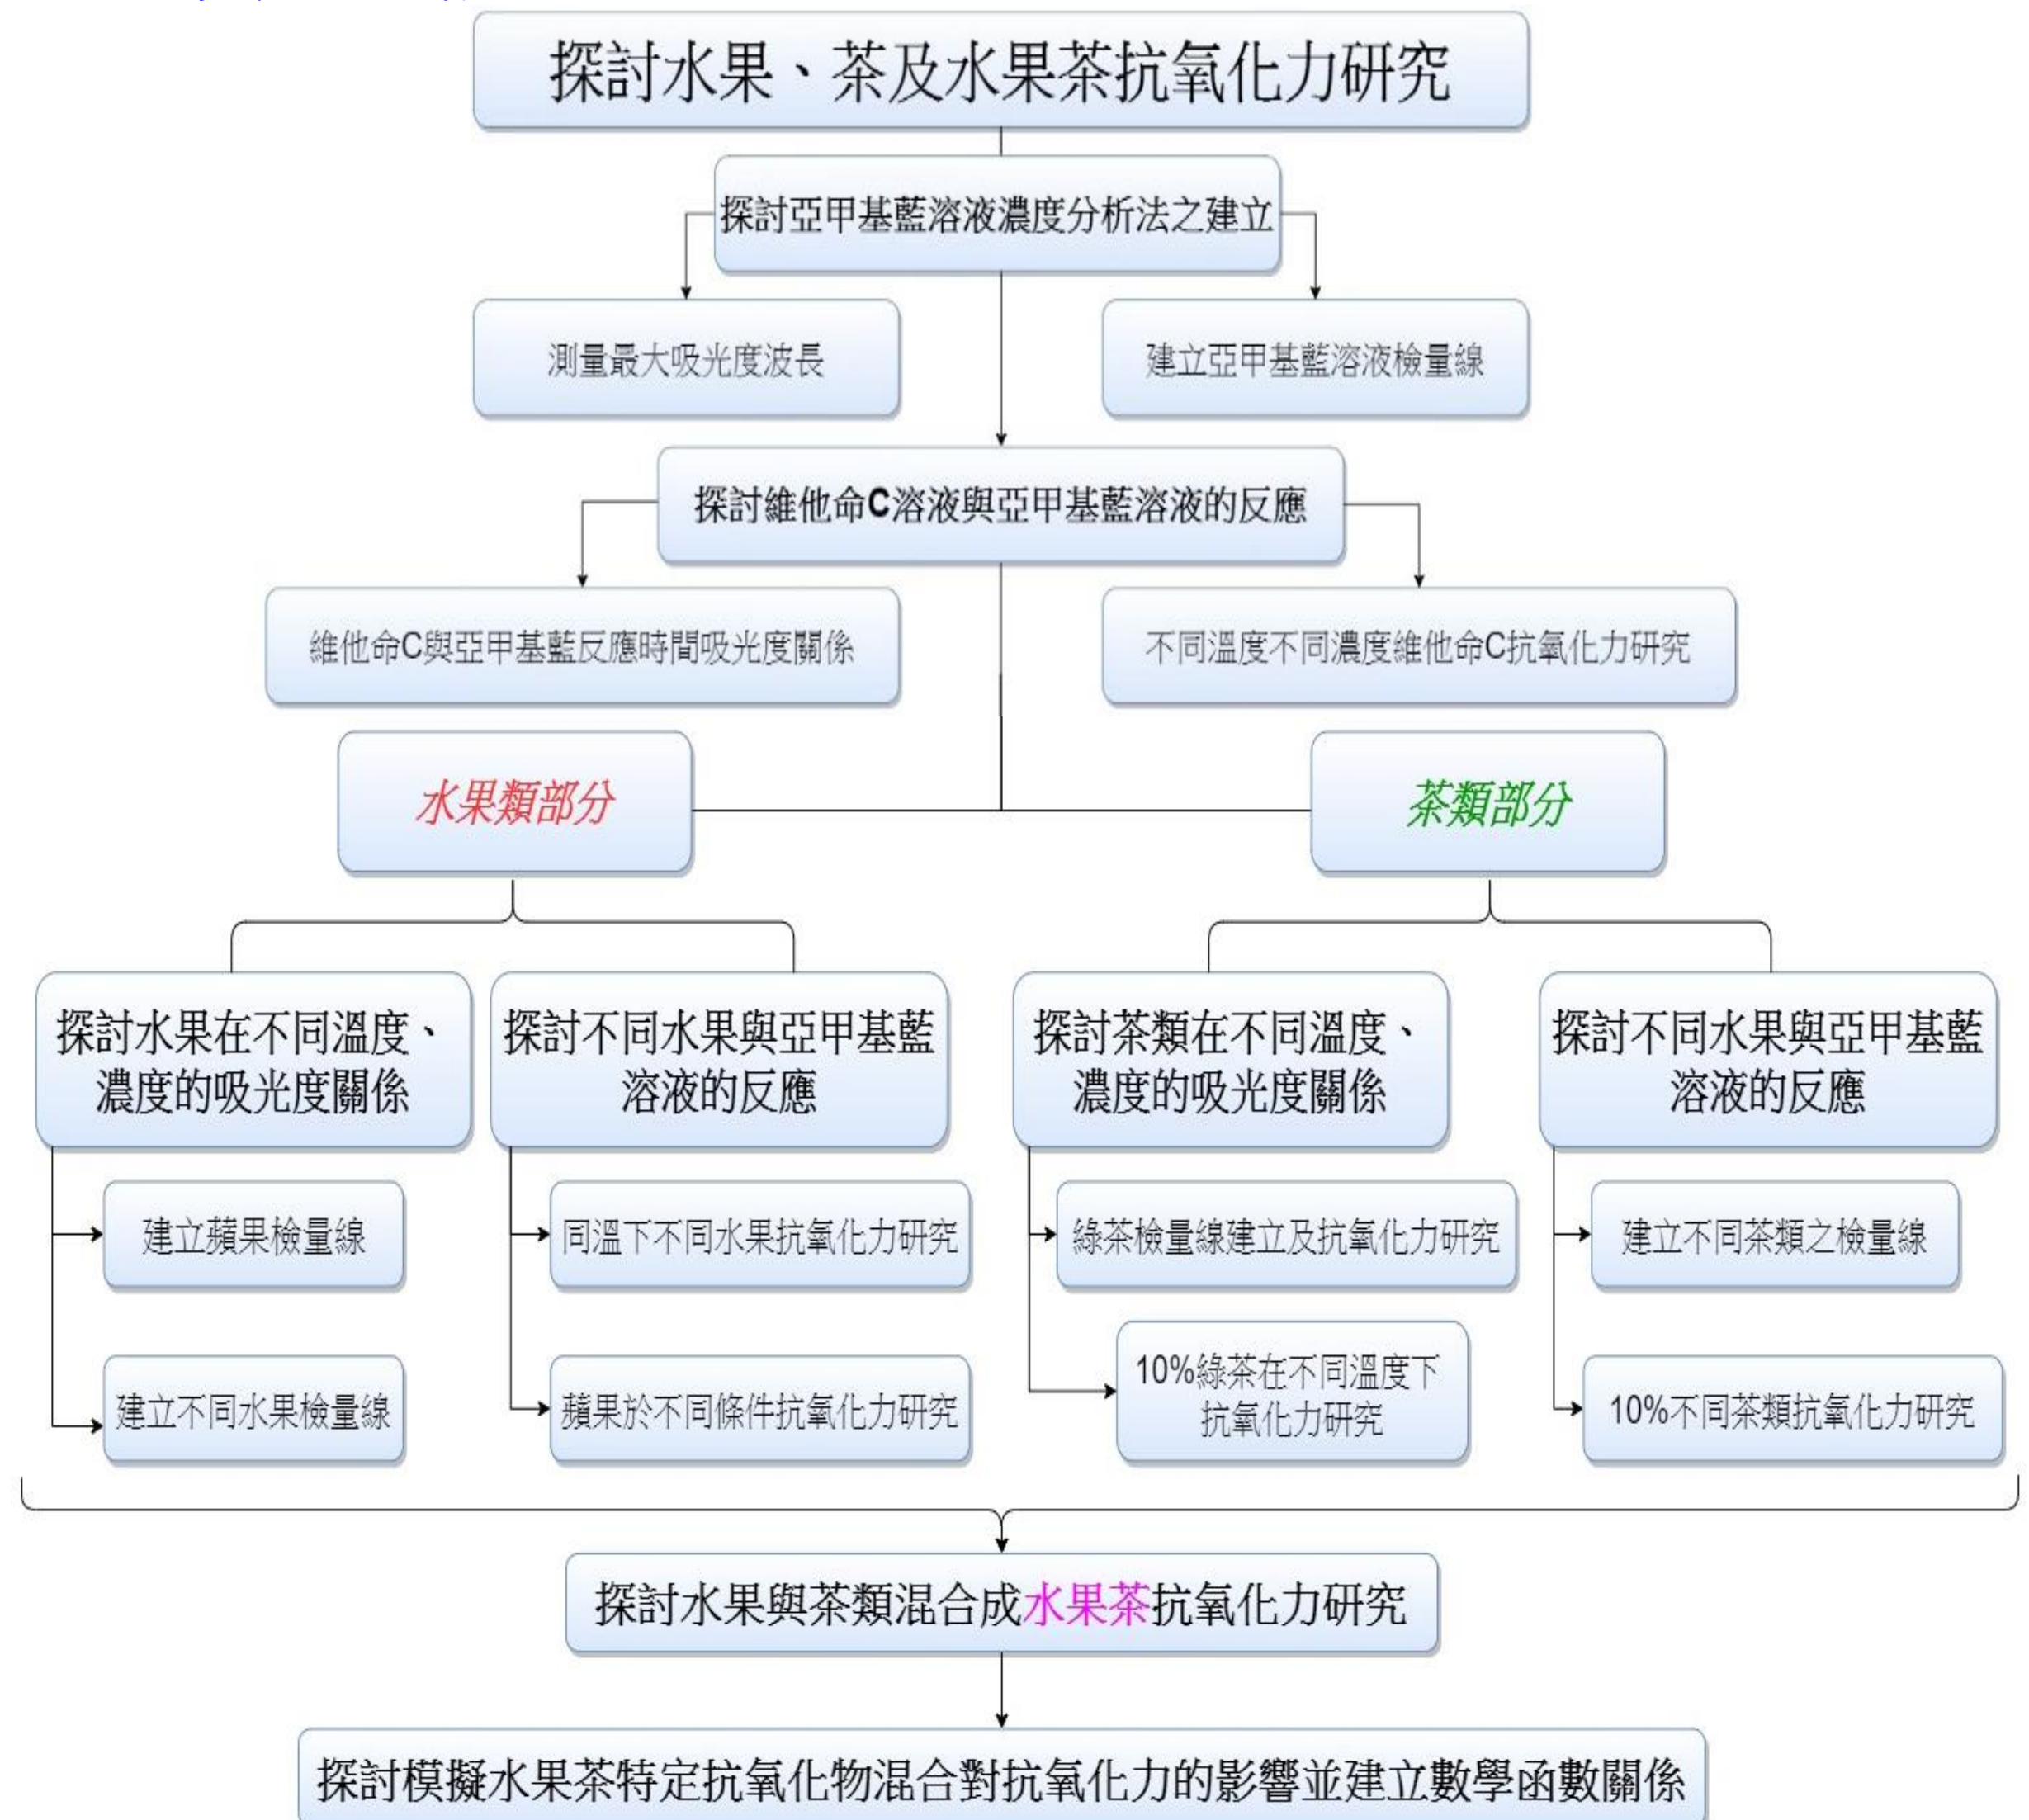 探討水果、茶及水果茶抗氧化力研究
探討亞甲基藍溶液濃度分析法之建立
測量最大吸光度波長
建立亞甲基藍溶液檢量線
探討維他命C溶液與亞甲基藍溶液的反應
維他命C與亞甲基藍反應時間吸光度關係
不同溫度不同濃度維他命C抗氧化力研究
水果類部分
茶類部分
探討水果在不同溫度、
濃度的吸光度關係
探討不同水果與亞甲基藍
溶液的反應
探討茶類在不同溫度、
濃度的吸光度關係
探討不同水果與亞甲基藍
溶液的反應
建立蘋果檢量線
同溫下不同水果抗氧化力研究
綠茶檢量線建立及抗氧化力研究
建立不同茶類之檢量線
建立不同水果檢量線
蘋果於不同條件抗氧化力研究
10%綠茶在不同溫度下
抗氧化力研究
10%不同茶類抗氧化力研究
探討水果與茶類混合成水果茶抗氧化力研究
探討模擬水果茶特定抗氧化物混合對抗氧化力的影響並建立數學函數關係